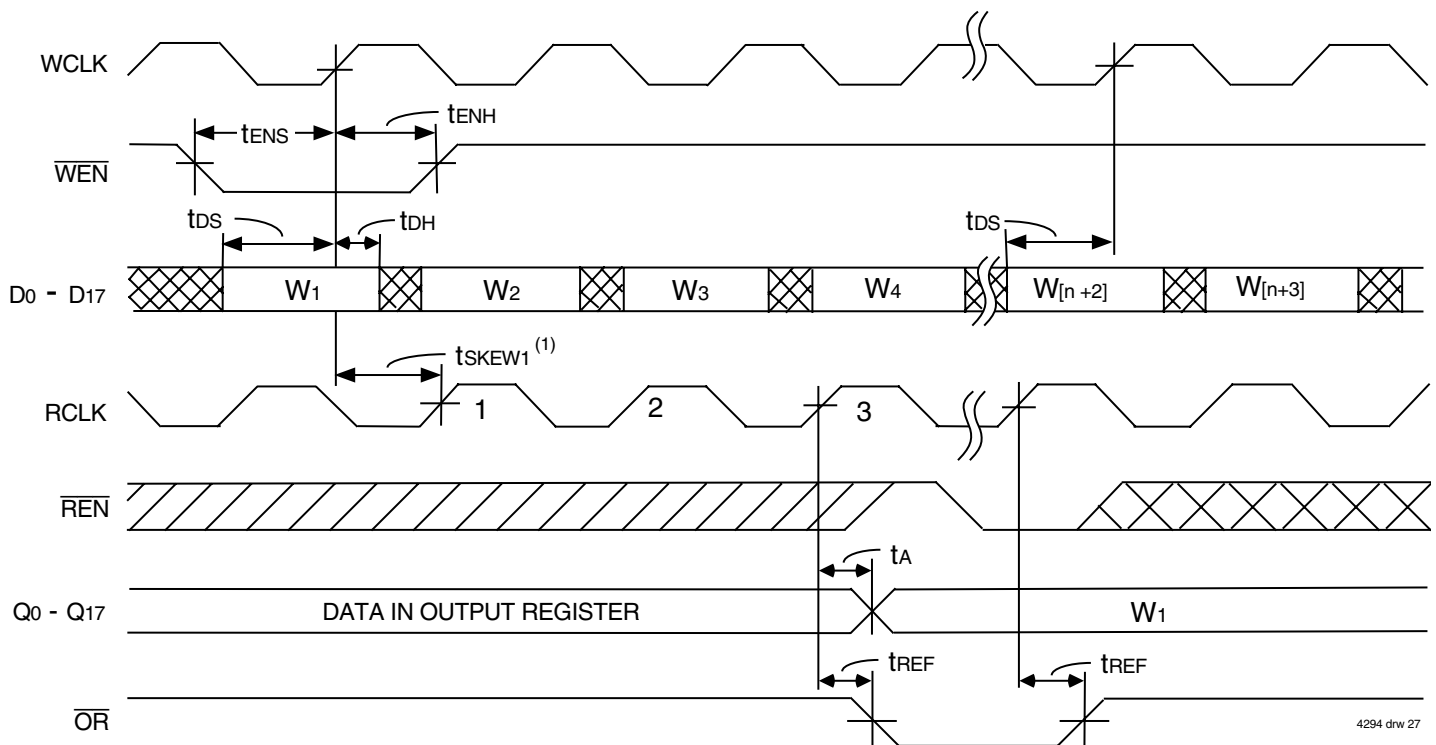 WCLK
tENS
tENH
WEN
tDS
tDH
tDS
D0 - D17
W1
W2
W3
W4
W[n +2]
W[n+3]
tSKEW1 (1)
RCLK
1
2
3
REN
tA
Q0 - Q17
DATA IN OUTPUT REGISTER
W1
tREF
tREF
OR
4294 drw 27